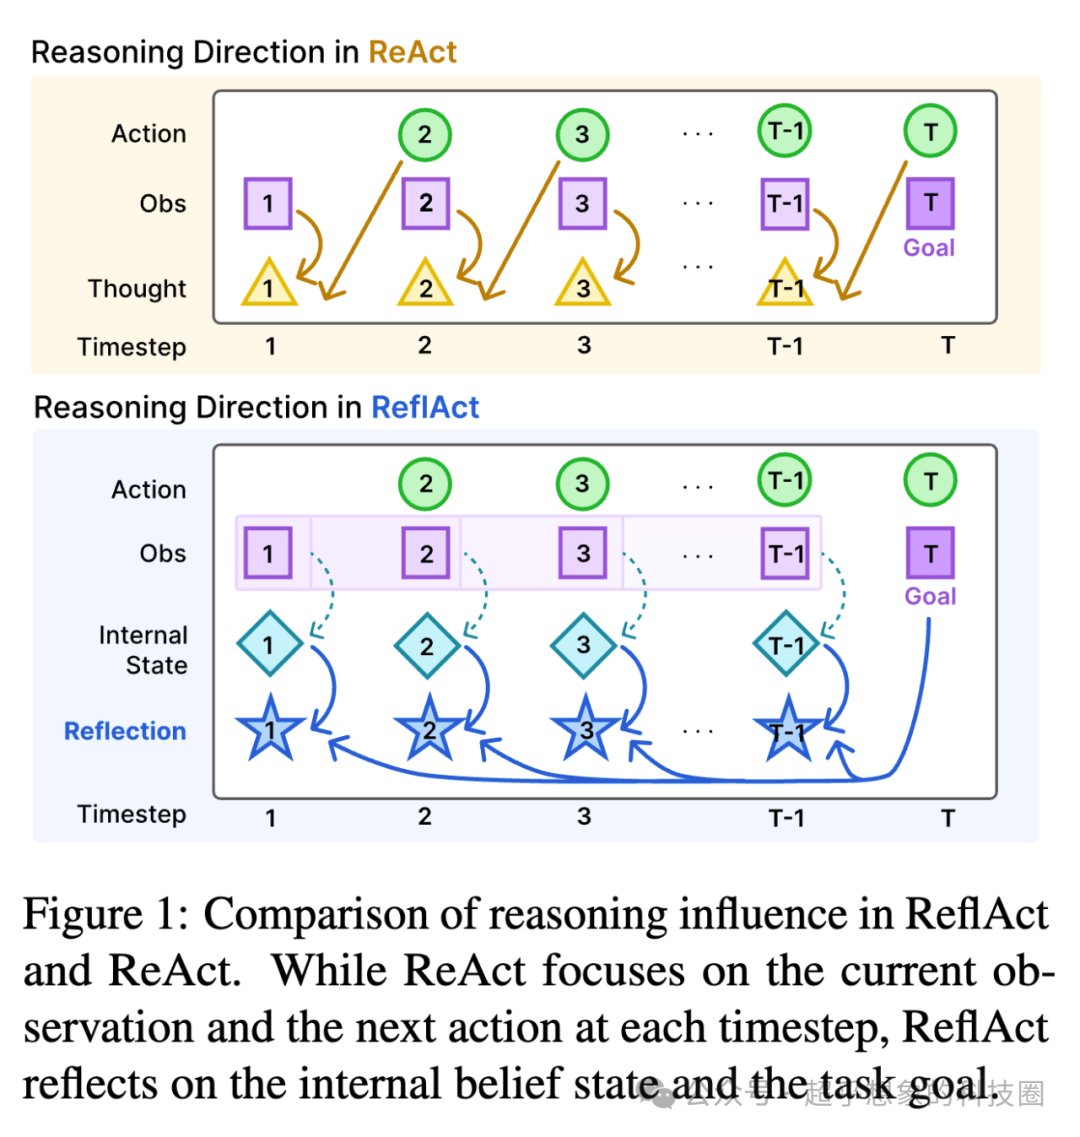 Reasoning Direction in ReAct
Action 2 3 ... T-1 T
Obs 1 2 3 ... T-1 T
Goal
...
Thought 1 2 3 T-1
Timestep 1 2 3 T-1 T
Reasoning Direction in ReflAct
Action 2 3 ... T-1 T
Obs 1 2 3 ... T-1 T
Goal
Internal
State 1 2 3 T-1
Reflection 1 2 3 ... T-1
Timestep 1 2 3 T-1 T
Figure 1: Comparison of reasoning influence in ReflAct
and ReAct. While ReAct focuses on the current ob-
servation and the next action at each timestep, ReflAct
reflects on the internal belief state and the task goal.
公众号 · 超乎想象的科技圈